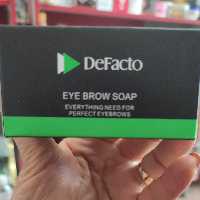 DeFacto
EYE BROW SOAP
EVERYTHING NEED FOR
PERFECT EYEBROWS